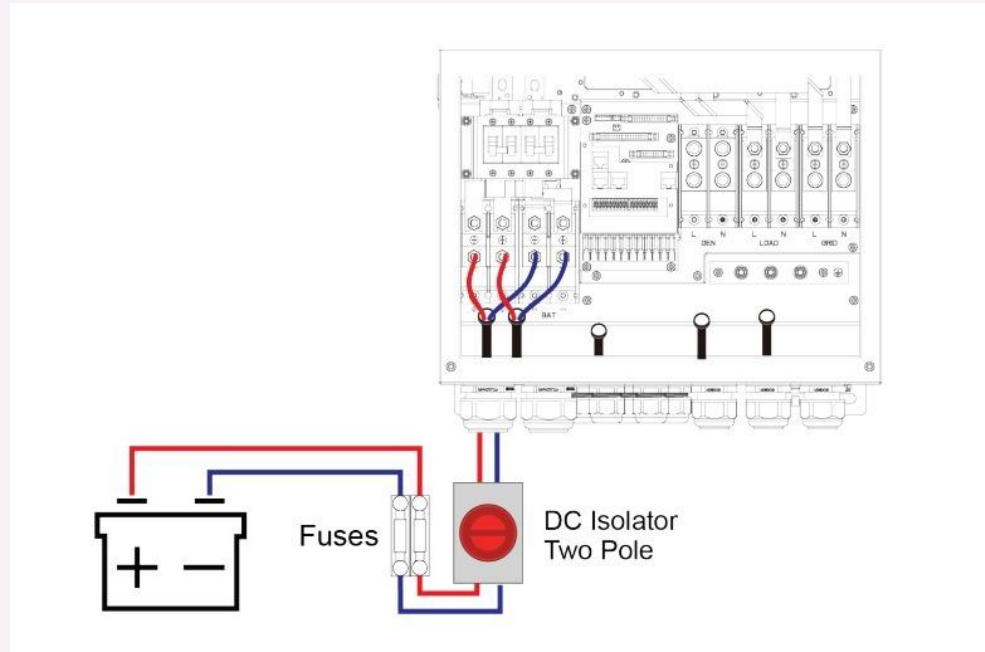 L N L N L N
GEN LOAD GRID
BAT
Fuses
DC Isolator
Two Pole
+ −